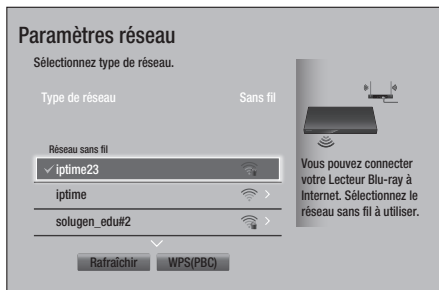 Paramètres réseau
Sélectionnez type de réseau.
Type de réseau Sans fil
Réseau sans fil
iptime23
iptime
solugen_edu#2
Rafraîchir WPS(PBC)
Vous pouvez connecter
votre Lecteur Blu-ray à
Internet. Sélectionnez le
réseau sans fil à utiliser.